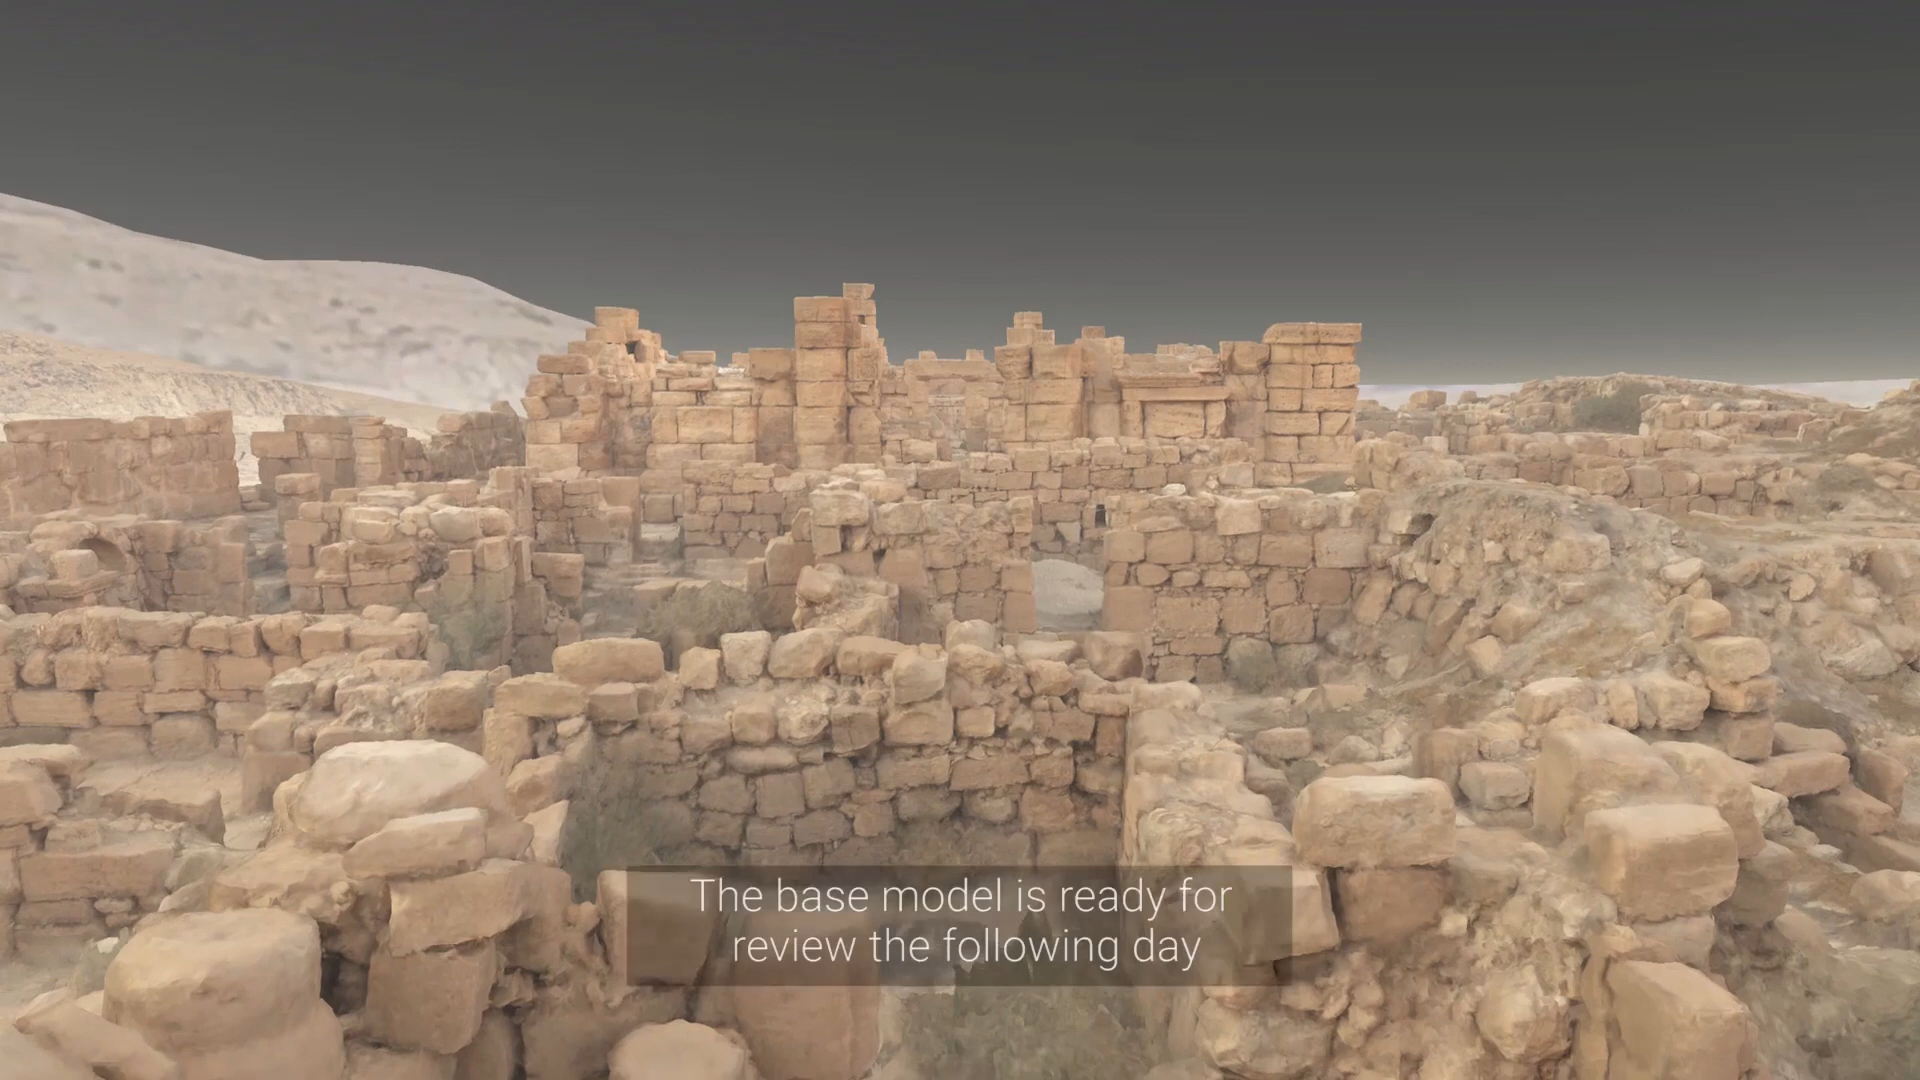 The base model is ready for
review the following day